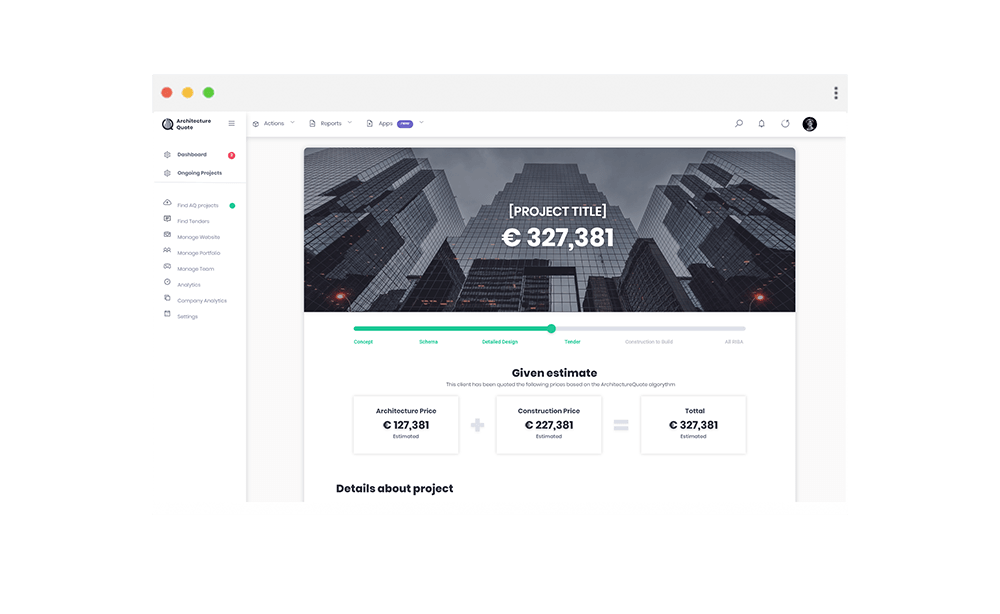 Architecture
Quote
Actions
Reports
Apps
new
Dashboard
Ongoing Projects
Find AQ projects
Find Tenders
Manage Website
Manage Portfolio
Manage Team
Analytics
Company Analytics
Settings
[PROJECT TITLE]
€ 327,381
Concept
Schema
Detailed Design
Tender
Construction to Build
All RIBA
Given estimate
This client has been quoted the following prices based on the ArchitectureQuote algorythm
Architecture Price
€ 127,381
Estimated
Construction Price
€ 227,381
Estimated
Tottal
€ 327,381
Estimated
Details about project